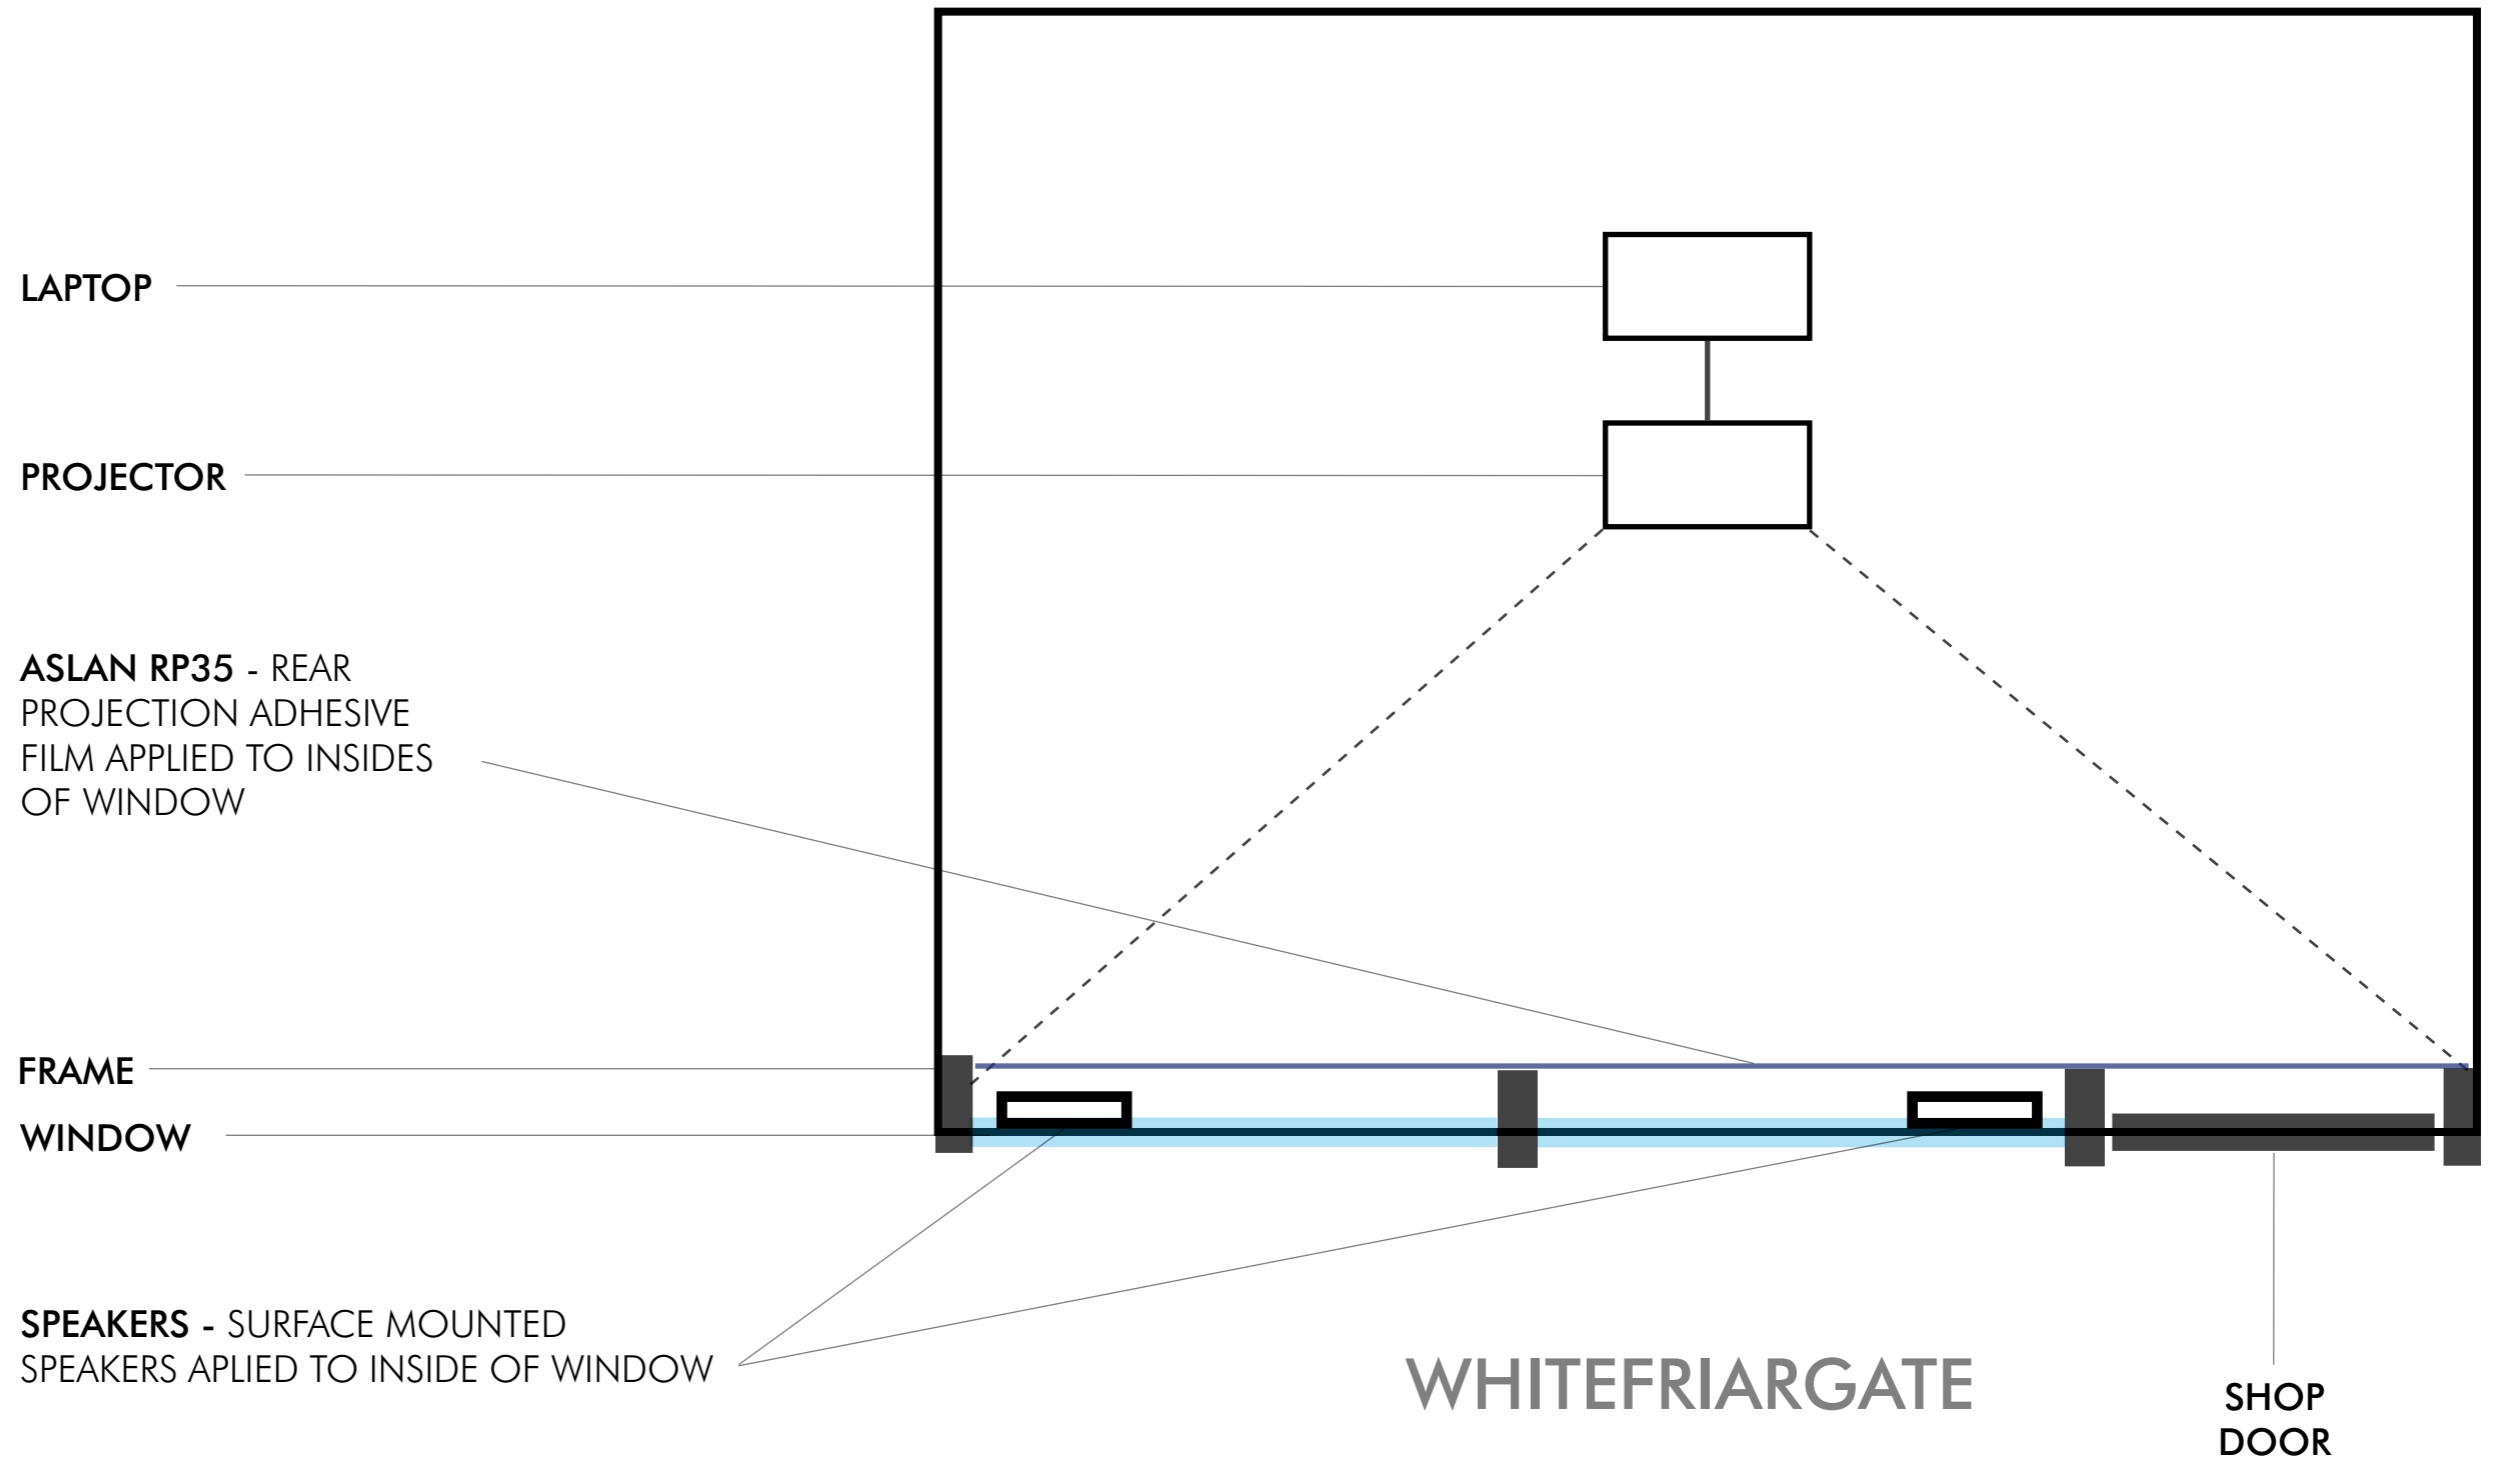 LAPTOP
PROJECTOR
ASLAN RP35 - REAR
PROJECTION ADHESIVE
FILM APPLIED TO INSIDES
OF WINDOW
FRAME
WINDOW
SPEAKERS - SURFACE MOUNTED
SPEAKERS APLIED TO INSIDE OF WINDOW
WHITEFRIARGATE
SHOP
DOOR